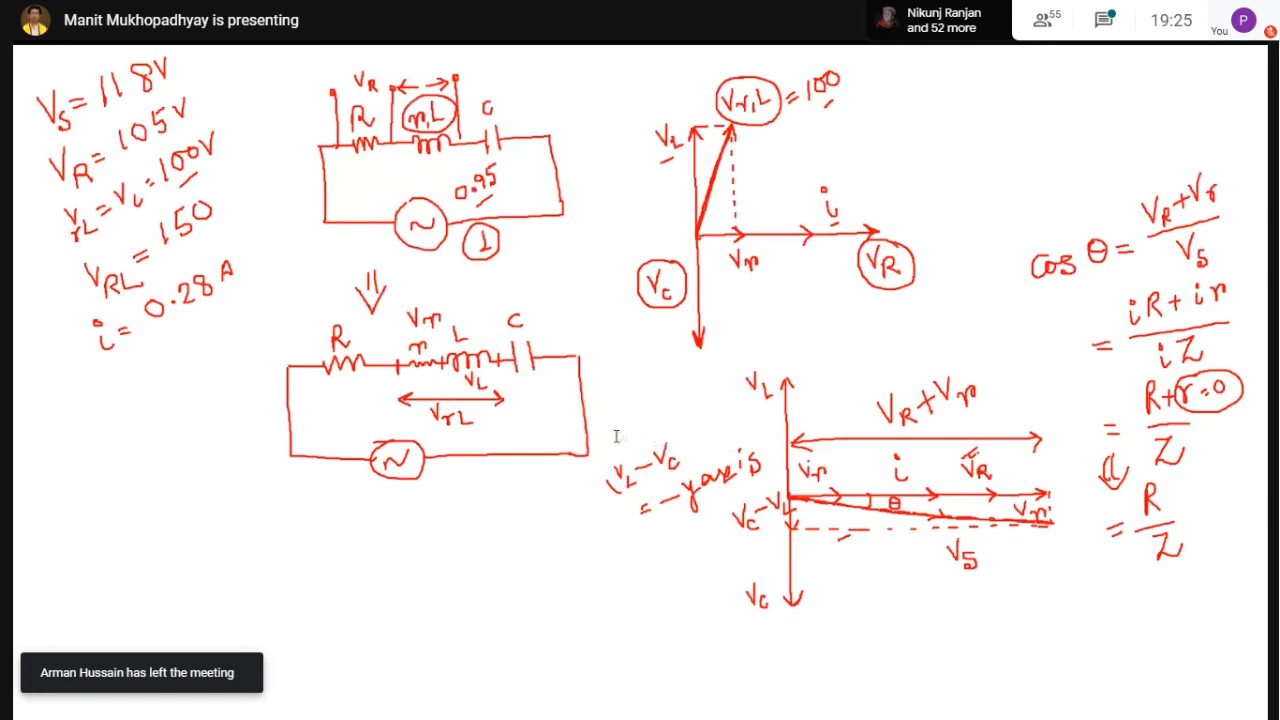 Manit Mukhopadhyay is presenting
Nikunj Ranjan
and 52 more
55
19:25
You
P
VS = 118V
VR = 105V
VrL = Vi = 100V
VRL = 150
i = 0.28A
VR
R
r,L
C
0.95
1
R
Vr
r
L
C
VL
VrL
Vr,L = 100
VL
i
Vr
VR
VC
cos θ = VR+Vr / VS
= iR + ir / iZ
= R+r=0 / Z
= R / Z
VL
VR+Vr
Vr
i
VR
VL - VC
= -y axis
θ
Vr
VC - VL
VS
VC
Arman Hussain has left the meeting